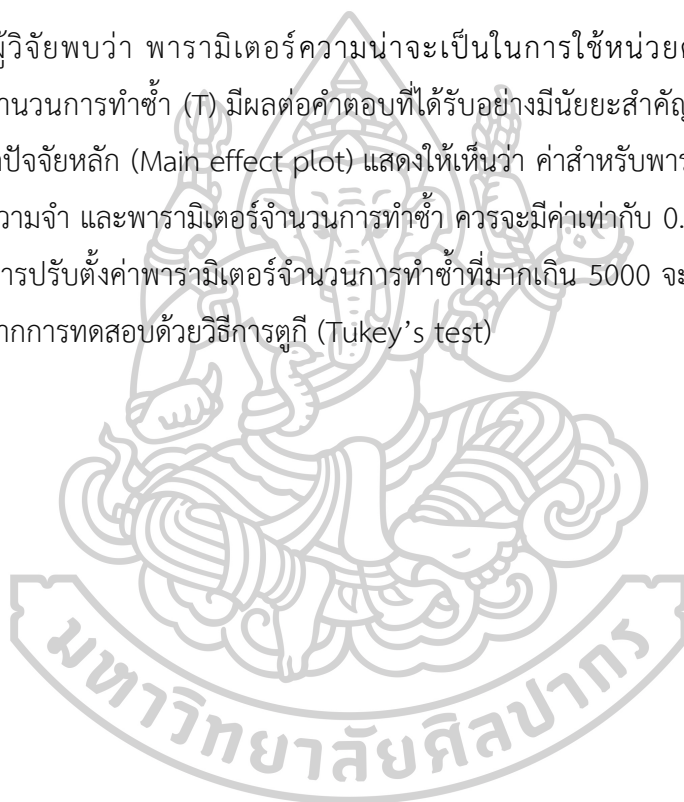 ผู้วิจัยพบว่า พารามิเตอร์ความน่าจะเป็นในการใช้หน่วย
จำนวนการทำซ้ำ (T) มีผลต่อคำตอบที่ได้รับอย่างมีนัยยะสำคัญ
ปัจจัยหลัก (Main effect plot) แสดงให้เห็นว่า ค่าสำหรับพาร
ความจำ และพารามิเตอร์จำนวนการทำซ้ำ ควรจะมีค่าเท่ากับ 0.
การปรับตั้งค่าพารามิเตอร์จำนวนการทำซ้ำที่มากเกิน 5000 จะ
จากการทดสอบด้วยวิธีการตูกี (Tukey's test)
มหาวิทยาลัยศิลปากร